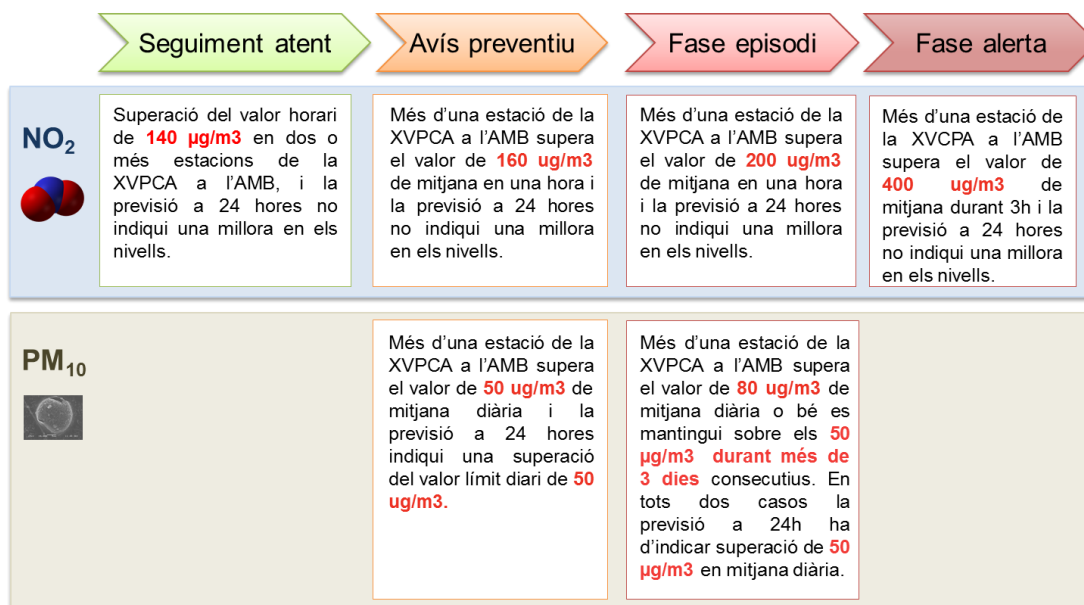 Seguiment atent
Avís preventiu
Fase episodi
Fase alerta
NO2
Superació del valor horari
de 140 µg/m3 en dos o
més estacions de la
XVPCA a l’AMB, i la
previsió a 24 hores no
indiqui una millora en els
nivells.
Més d’una estació de la
XVPCA a l’AMB supera
el valor de 160 ug/m3
de mitjana en una hora i
la previsió a 24 hores
no indiqui una millora
en els nivells.
Més d’una estació de la
XVPCA a l’AMB supera
el valor de 200 ug/m3
de mitjana en una hora
i la previsió a 24 hores
no indiqui una millora
en els nivells.
Més d’una estació de
la XVCPA a l’AMB
supera el valor de
400 ug/m3 de
mitjana durant 3h i la
previsió a 24 hores
no indiqui una millora
en els nivells.
PM10
Més d’una estació de la
XVPCA a l’AMB supera
el valor de 50 ug/m3 de
mitjana diària i la
previsió a 24 hores
indiqui una superació
del valor límit diari de 50
ug/m3.
Més d’una estació de la
XVPCA a l’AMB supera el
valor de 80 ug/m3 de
mitjana diària o bé es
mantingui sobre els 50
µg/m3 durant més de
3 dies consecutius. En
tots dos casos la
previsió a 24h ha
d’indicar superació de 50
µg/m3 en mitjana diària.